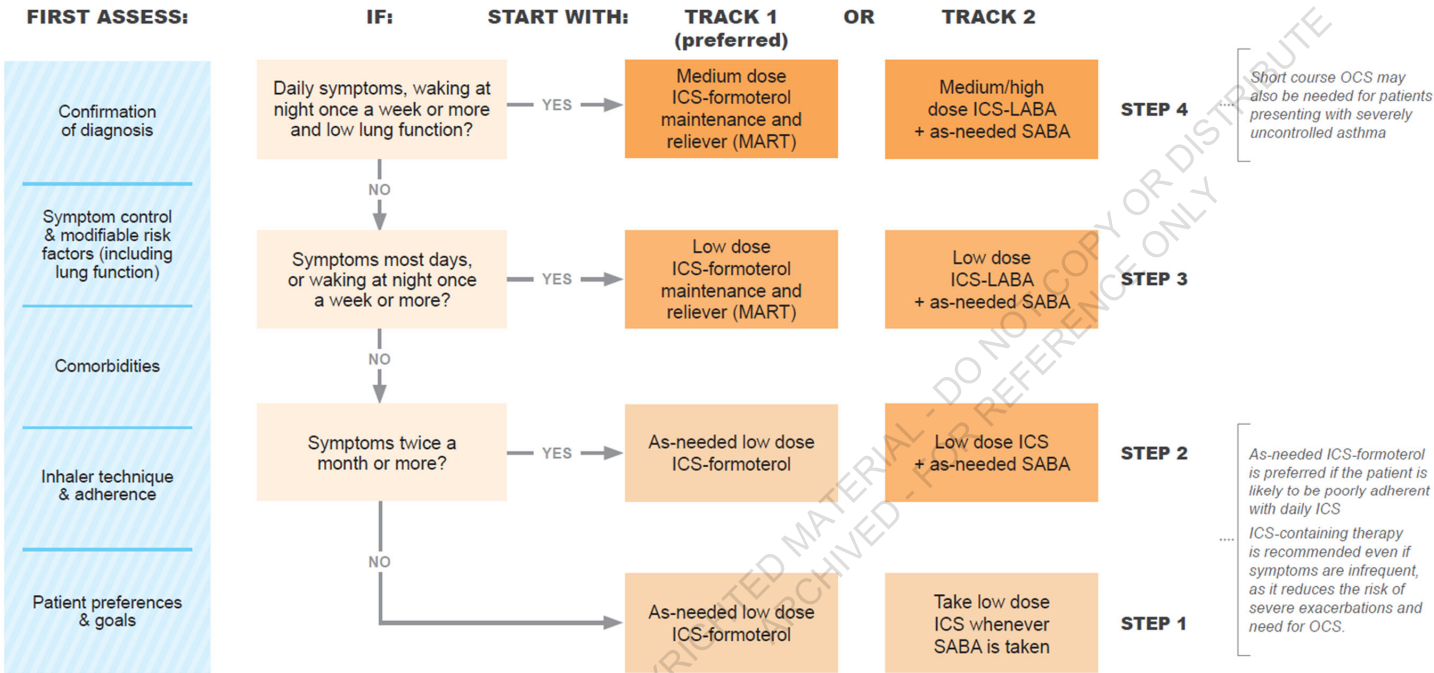 FIRST ASSESS:
IF:
START WITH:
TRACK 1
(preferred)
OR
TRACK 2
Confirmation
of diagnosis
Symptom control
& modifiable risk
factors (including
lung function)
Comorbidities
Inhaler technique
& adherence
Patient preferences
& goals
Daily symptoms, waking at
night once a week or more
and low lung function?
YES
Medium dose
ICS-formoterol
maintenance and
reliever (MART)
Medium/high
dose ICS-LABA
+ as-needed SABA
STEP 4
Short course OCS may
also be needed for patients
presenting with severely
uncontrolled asthma
NO
Symptoms most days,
or waking at night once
a week or more?
YES
Low dose
ICS-formoterol
maintenance and
reliever (MART)
Low dose
ICS-LABA
+ as-needed SABA
STEP 3
NO
Symptoms twice a
month or more?
YES
As-needed low dose
ICS-formoterol
Low dose ICS
+ as-needed SABA
STEP 2
As-needed ICS-formoterol
is preferred if the patient is
likely to be poorly adherent
with daily ICS
ICS-containing therapy
is recommended even if
symptoms are infrequent,
as it reduces the risk of
severe exacerbations and
need for OCS.
NO
As-needed low dose
ICS-formoterol
Take low dose
ICS whenever
SABA is taken
STEP 1
MATERIAL - DO NOT COPY OR DISTRIBUTE
ARCHIVED - FOR REFERENCE ONLY